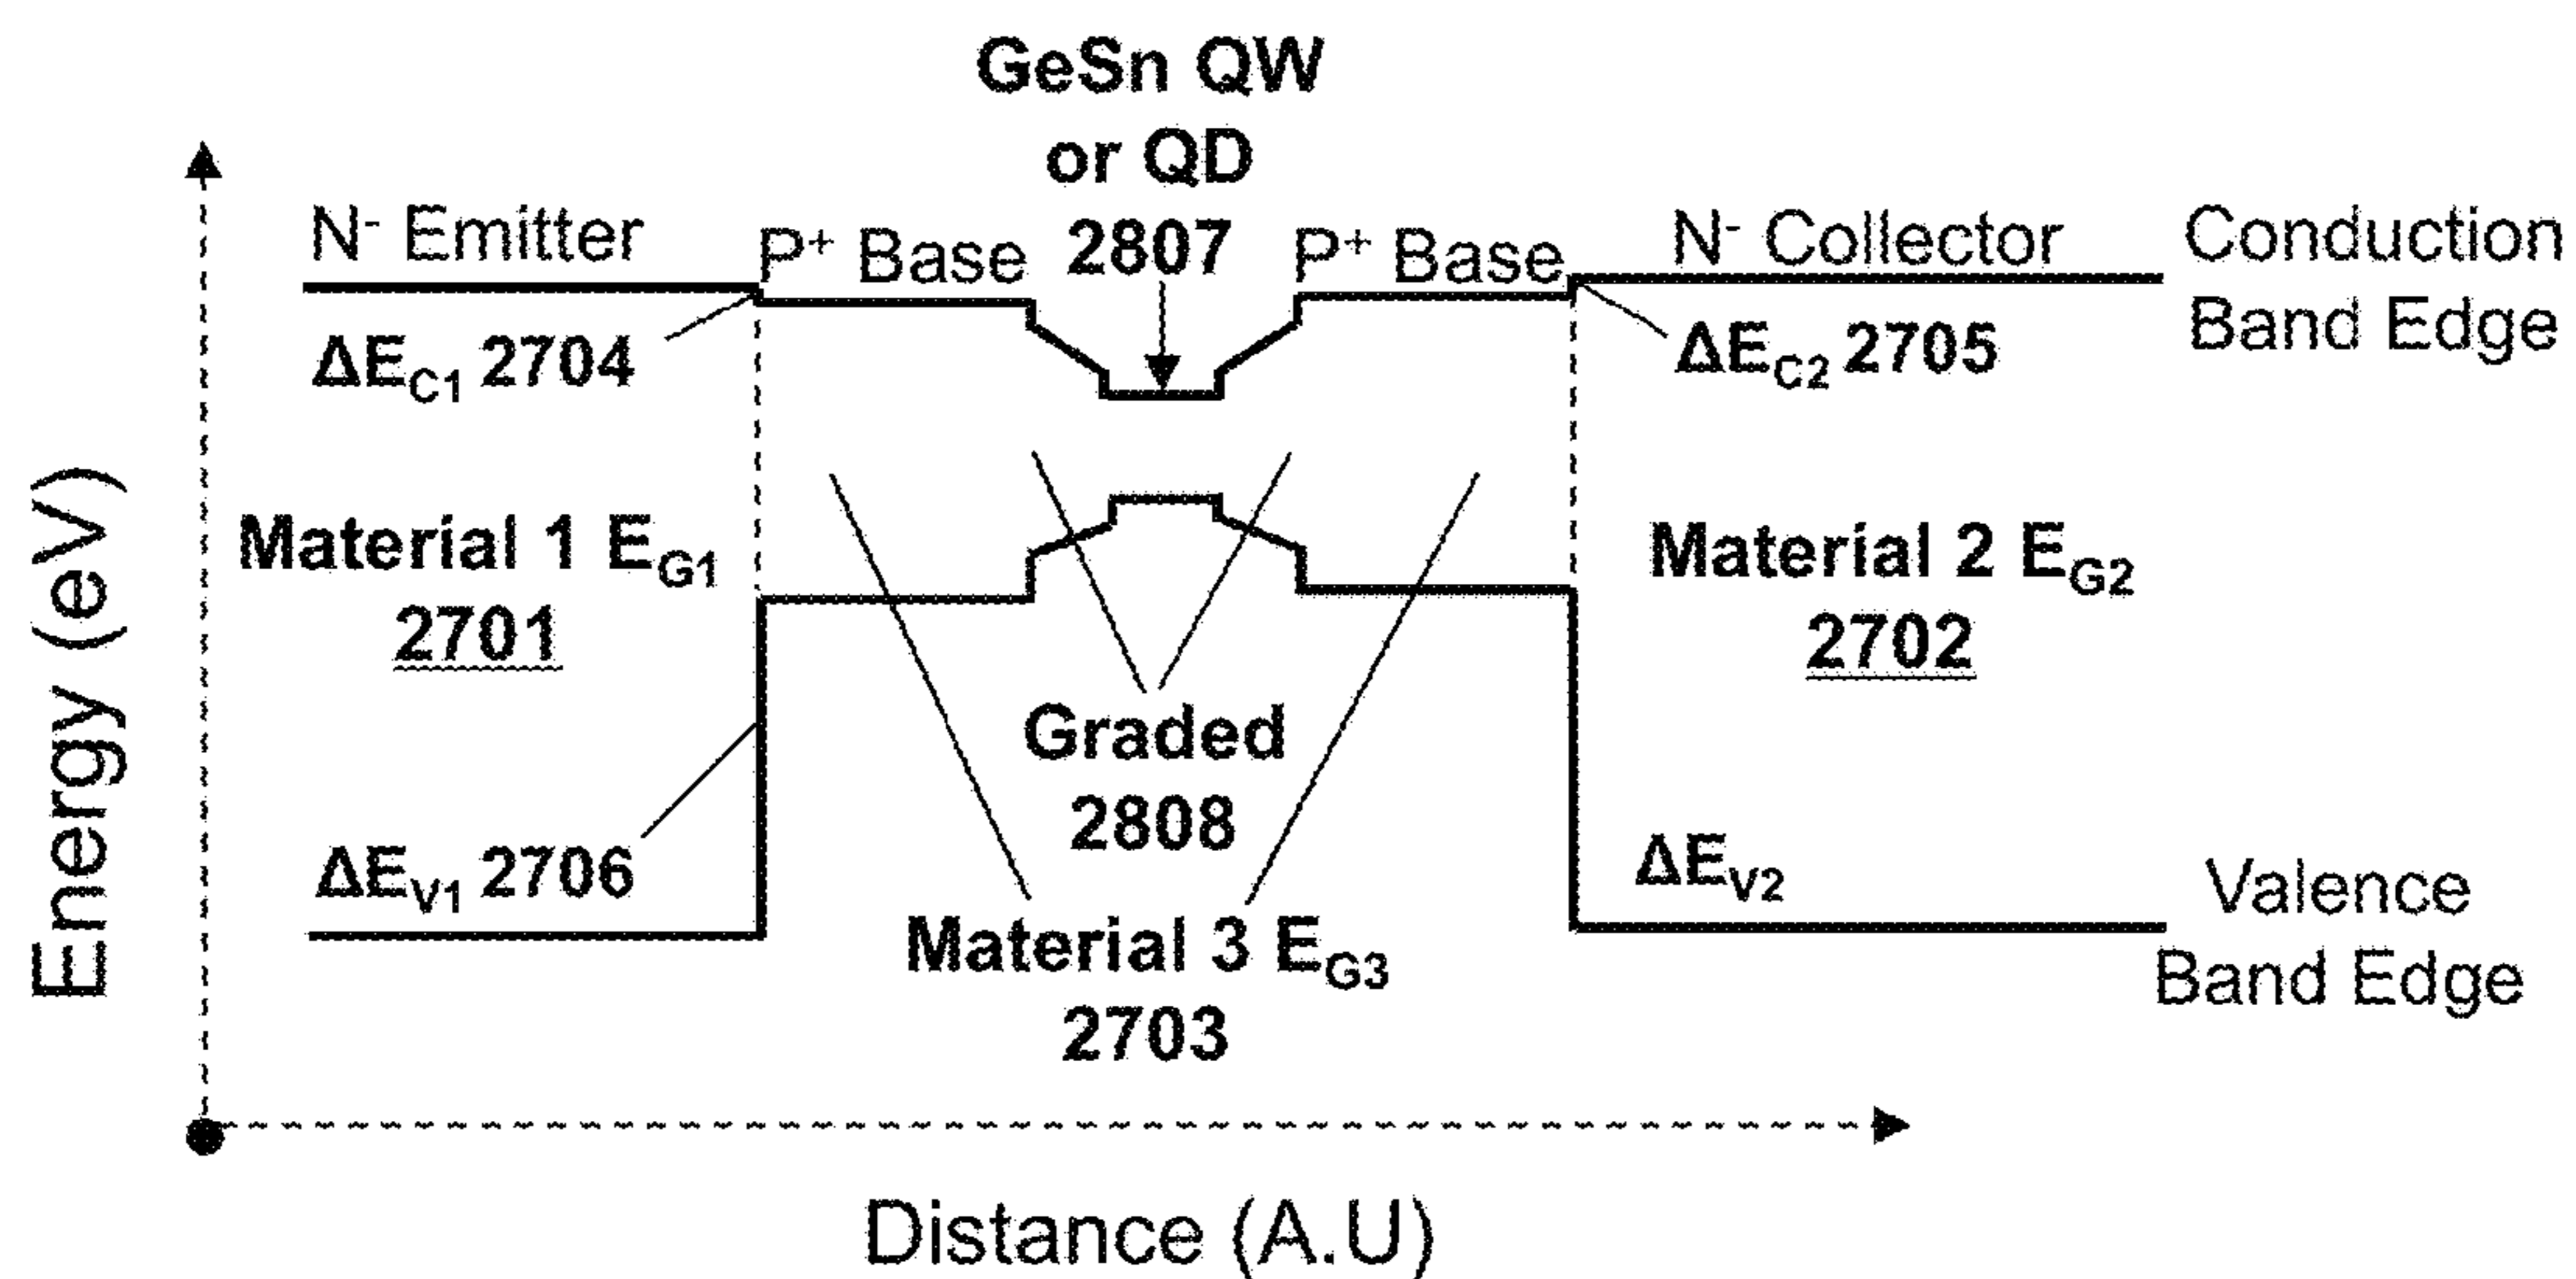 GeSn QW
or QD
2807
N- Emitter
P+ Base
P+ Base
N- Collector
Conduction
Band Edge
ΔEC1 2704
ΔEC2 2705
Energy (eV)
Material 1 EG1
2701
Material 2 EG2
2702
Graded
2808
ΔEV1 2706
ΔEV2
Valence
Band Edge
Material 3 EG3
2703
Distance (A.U)